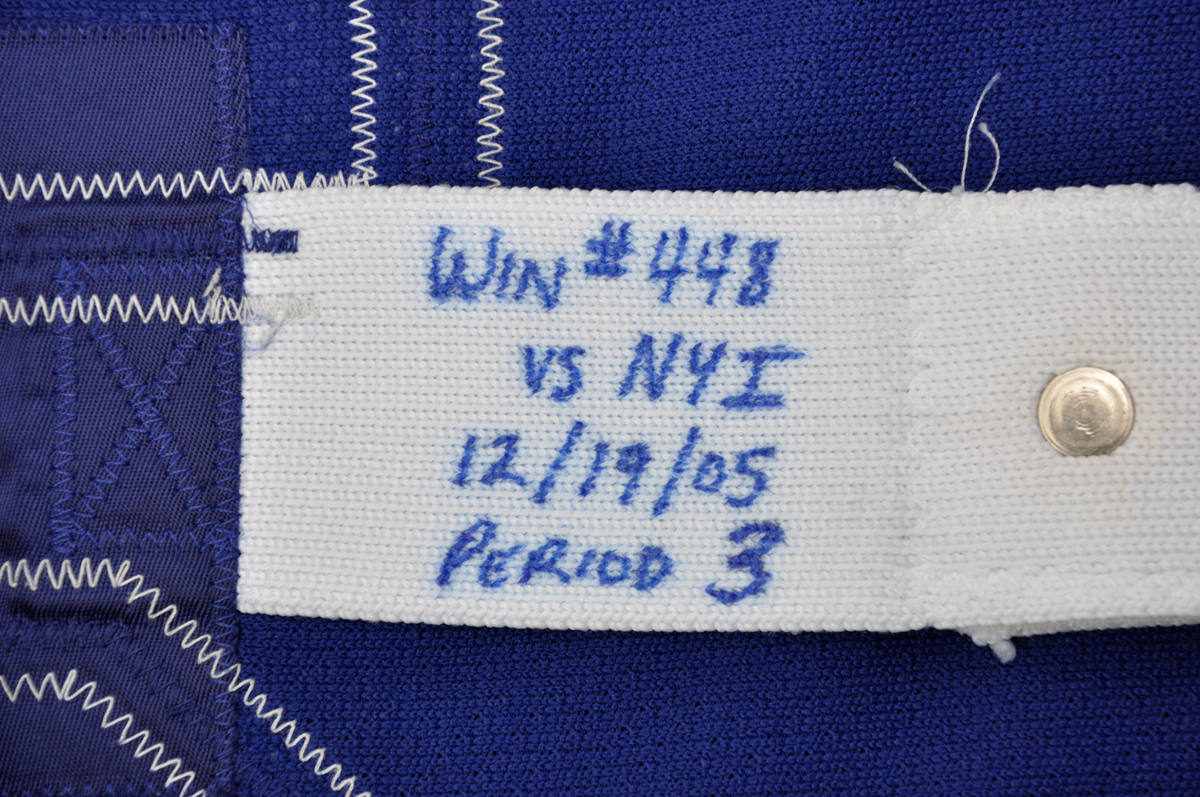 WIN #448
VS NYI
12/19/05
PERIOD 3